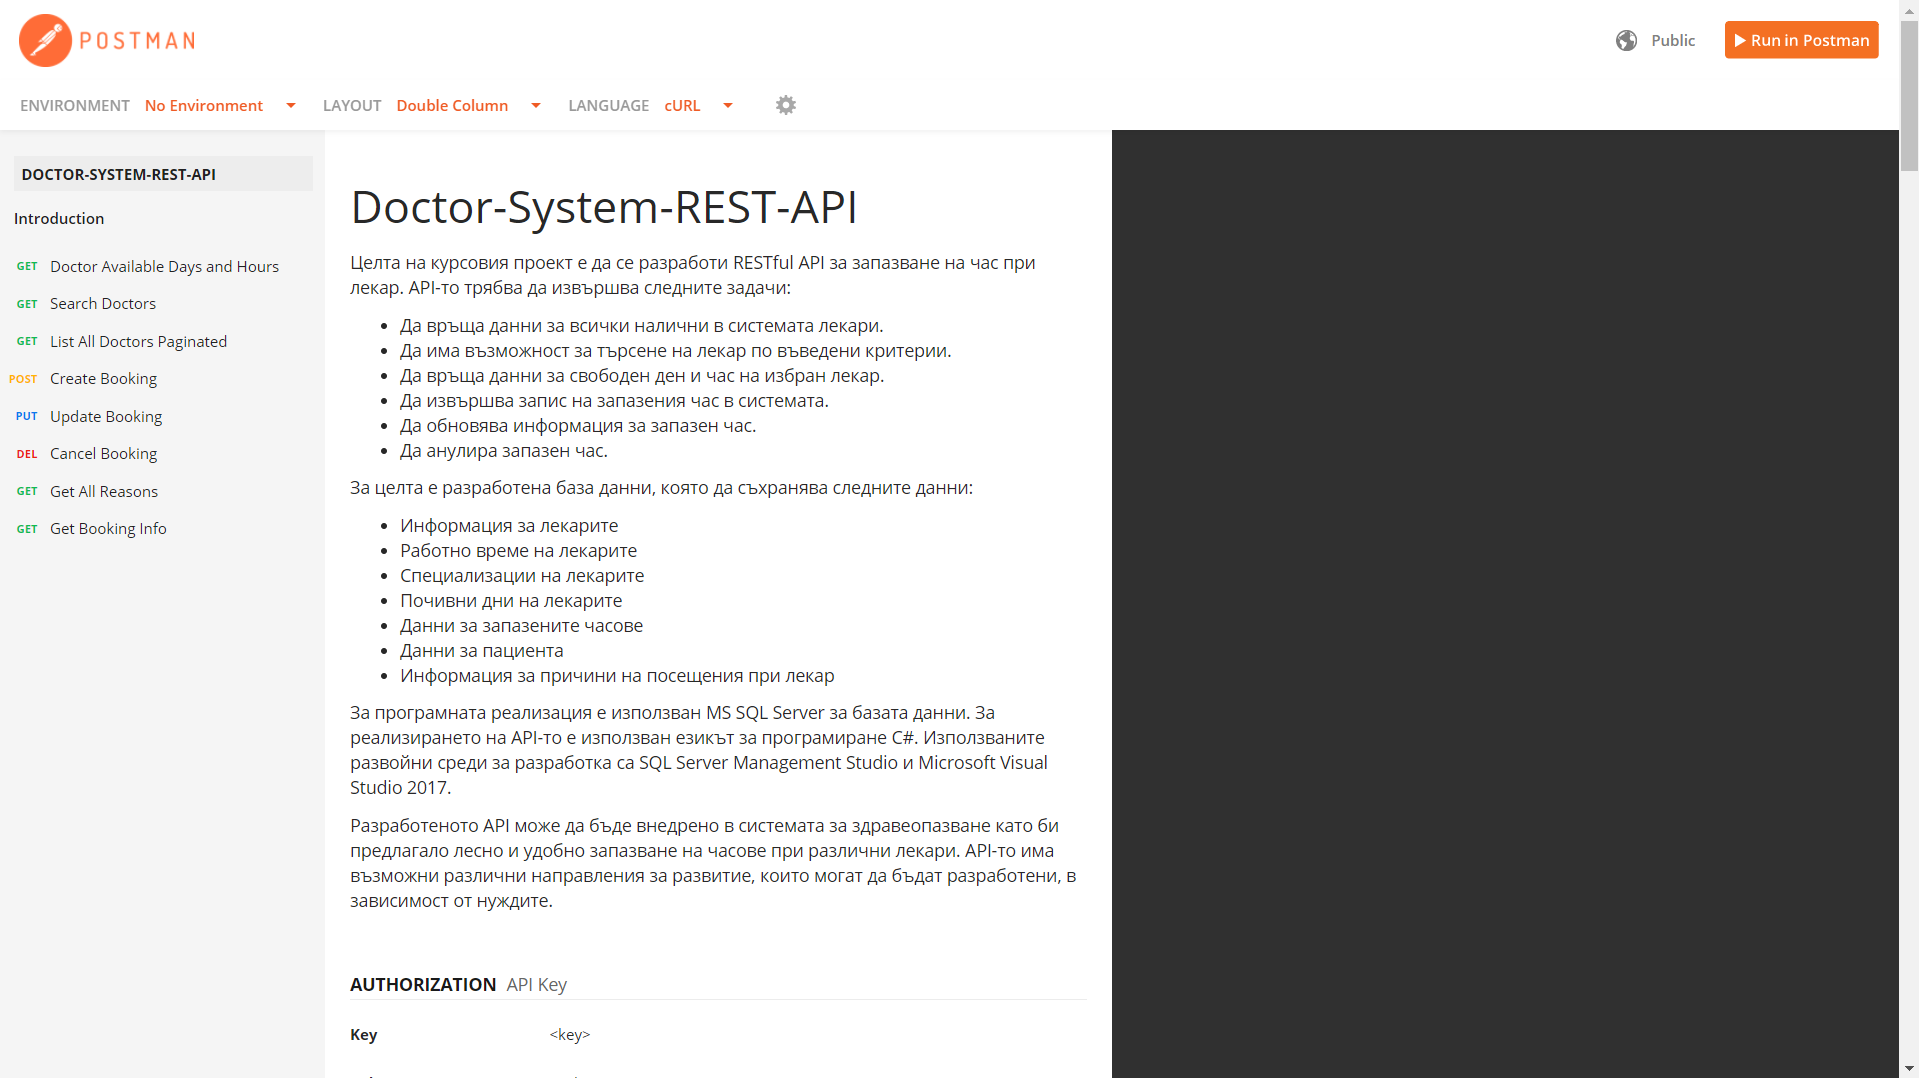 POSTMAN
Public
Run in Postman
ENVIRONMENT No Environment LAYOUT Double Column LANGUAGE cURL
DOCTOR-SYSTEM-REST-API
Introduction
GET Doctor Available Days and Hours
GET Search Doctors
GET List All Doctors Paginated
POST Create Booking
PUT Update Booking
DEL Cancel Booking
GET Get All Reasons
GET Get Booking Info
Doctor-System-REST-API
Целта на курсовия проект е да се разработи RESTful API за запазване на час при
лекар. API-то трябва да извършва следните задачи:
Да връща данни за всички налични в системата лекари.
Да има възможност за търсене на лекар по въведени критерии.
Да връща данни за свободен ден и час на избран лекар.
Да извършва запис на запазения час в системата.
Да обновява информация за запазен час.
Да анулира запазен час.
За целта е разработена база данни, която да съхранява следните данни:
Информация за лекарите
Работно време на лекарите
Специализации на лекарите
Почивни дни на лекарите
Данни за запазените часове
Данни за пациента
Информация за причини на посещения при лекар
За програмната реализация е използван MS SQL Server за базата данни. За
реализирането на API-то е използван езикът за програмиране C#. Използваните
развойни среди за разработка са SQL Server Management Studio и Microsoft Visual
Studio 2017.
Разработеното API може да бъде внедрено в системата за здравеопазване като би
предлагало лесно и удобно запазване на часове при различни лекари. API-то има
възможни различни направления за развитие, които могат да бъдат разработени, в
зависимост от нуждите.
AUTHORIZATION API Key
Key <key>